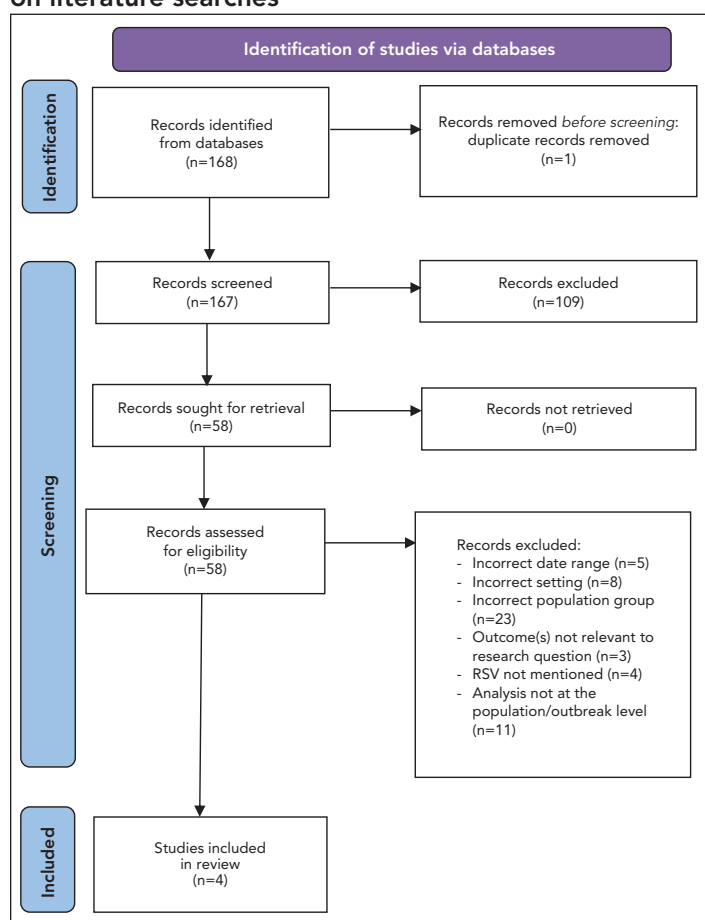 on literature searches
Identification of studies via databases
Identification
Records identified
from databases
(n=168)
Records removed before screening:
duplicate records removed
(n=1)
Screening
Records screened
(n=167)
Records excluded
(n=109)
Records sought for retrieval
(n=58)
Records not retrieved
(n=0)
Records assessed
for eligibility
(n=58)
Records excluded:
- Incorrect date range (n=5)
- Incorrect setting (n=8)
- Incorrect population group
(n=23)
- Outcome(s) not relevant to
research question (n=3)
- RSV not mentioned (n=4)
- Analysis not at the
population/outbreak level
(n=11)
Included
Studies included
in review
(n=4)